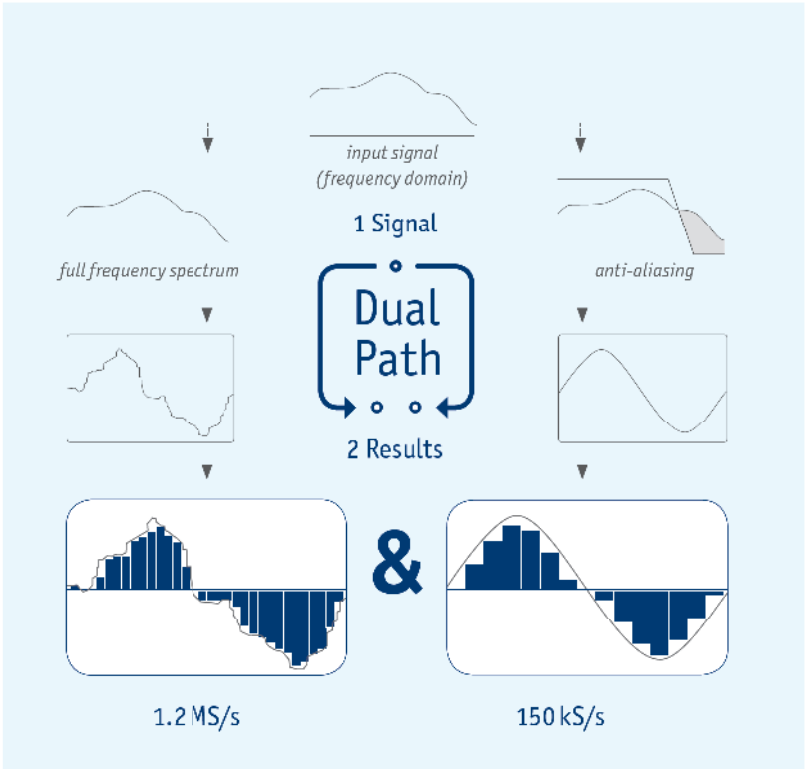 input signal
(frequency domain)
1 Signal
full frequency spectrum
anti-aliasing
Dual
Path
2 Results
&
1.2 MS/s
150 kS/s